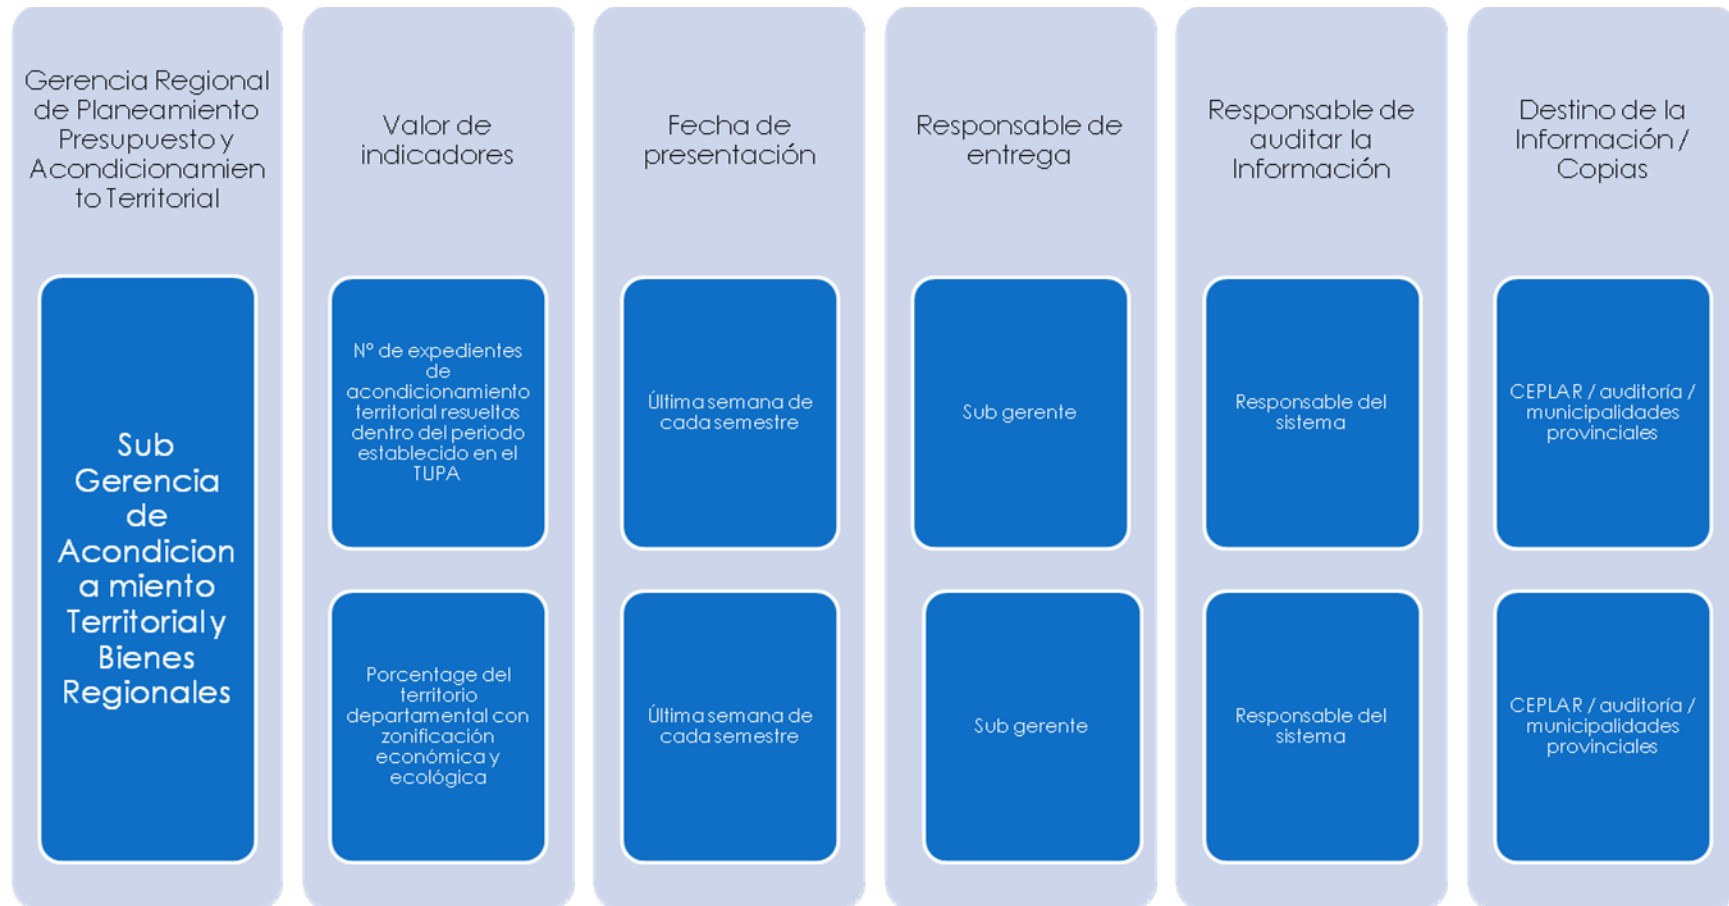 Gerencia Regional
de Planeamiento
Presupuesto y
Acondicionamien
to Territorial
Sub
Gerencia
de
Acondicion
a miento
Territorial y
Bienes
Regionales
Valor de
indicadores
N° de expedientes
de
acondicionamiento
territorial resueltos
dentro del periodo
establecido en el
TUPA
Porcentage del
territorio
departamental con
zonificación
económica y
ecológica
Fecha de
presentación
Última semana de
cada semestre
Última semana de
cada semestre
Responsable de
entrega
Sub gerente
Sub gerente
Responsable de
auditar la
Información
Responsable del
sistema
Responsable del
sistema
Destino de la
Información /
Copias
CEPLAR / auditoría /
municipalidades
provinciales
CEPLAR / auditoría /
municipalidades
provinciales